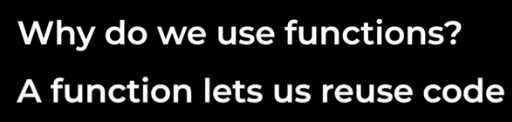 Why do we use functions?
A function lets us reuse code